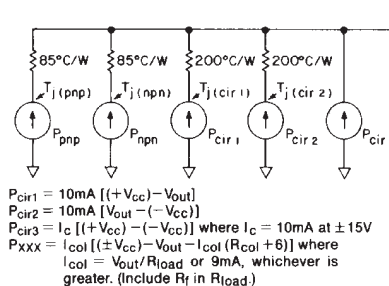 85°C/W 85°C/W 200°C/W 200°C/W
Tj (pnp) Tj (npn) Tj (cir 1) Tj (cir 2)
Ppnp Pnpn Pcir 1 Pcir 2 Pcir
Pcir1 = 10mA [(+Vcc)−Vout]
Pcir2 = 10mA [Vout−(−Vcc)]
Pcir3 = Ic [(+Vcc)−(−Vcc)] where Ic = 10mA at ±15V
Pxxx = Icol [(±Vcc)−Vout−Icol (Rcol +6)] where
Icol = Vout/Rload or 9mA, whichever is
greater. (Include Rf in Rload.)